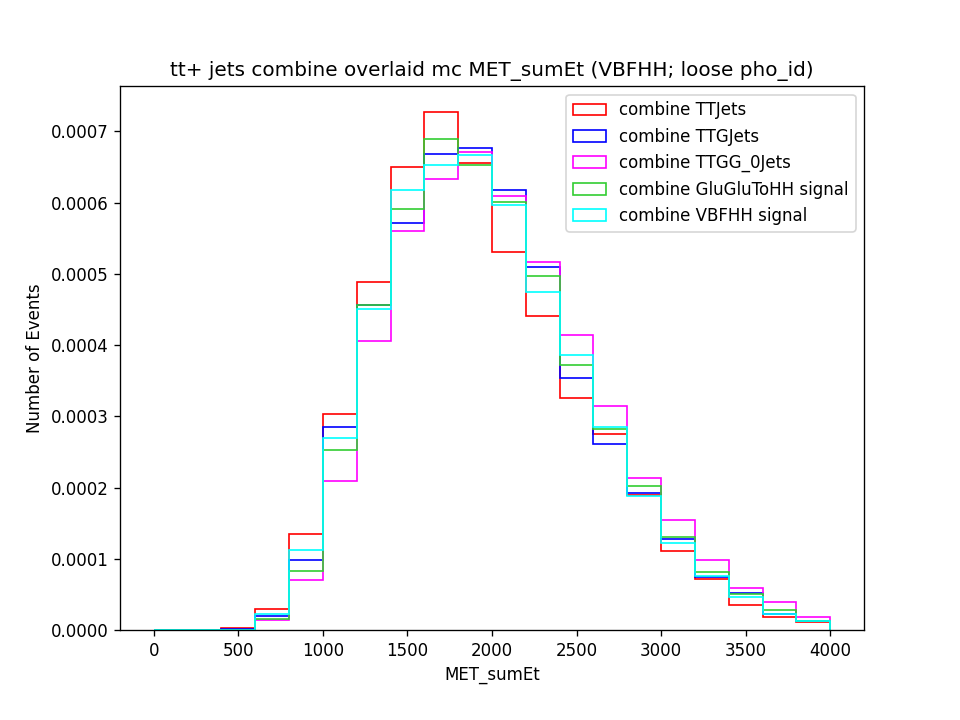 tt+ jets combine overlaid mc MET_sumEt (VBFHH; loose pho_id)
combine TTJets
combine TTGJets
combine TTGG_0Jets
combine GluGluToHH signal
combine VBFHH signal
Number of Events
0.0007
0.0006
0.0005
0.0004
0.0003
0.0002
0.0001
0.0000
0 500 1000 1500 2000 2500 3000 3500 4000
MET_sumEt